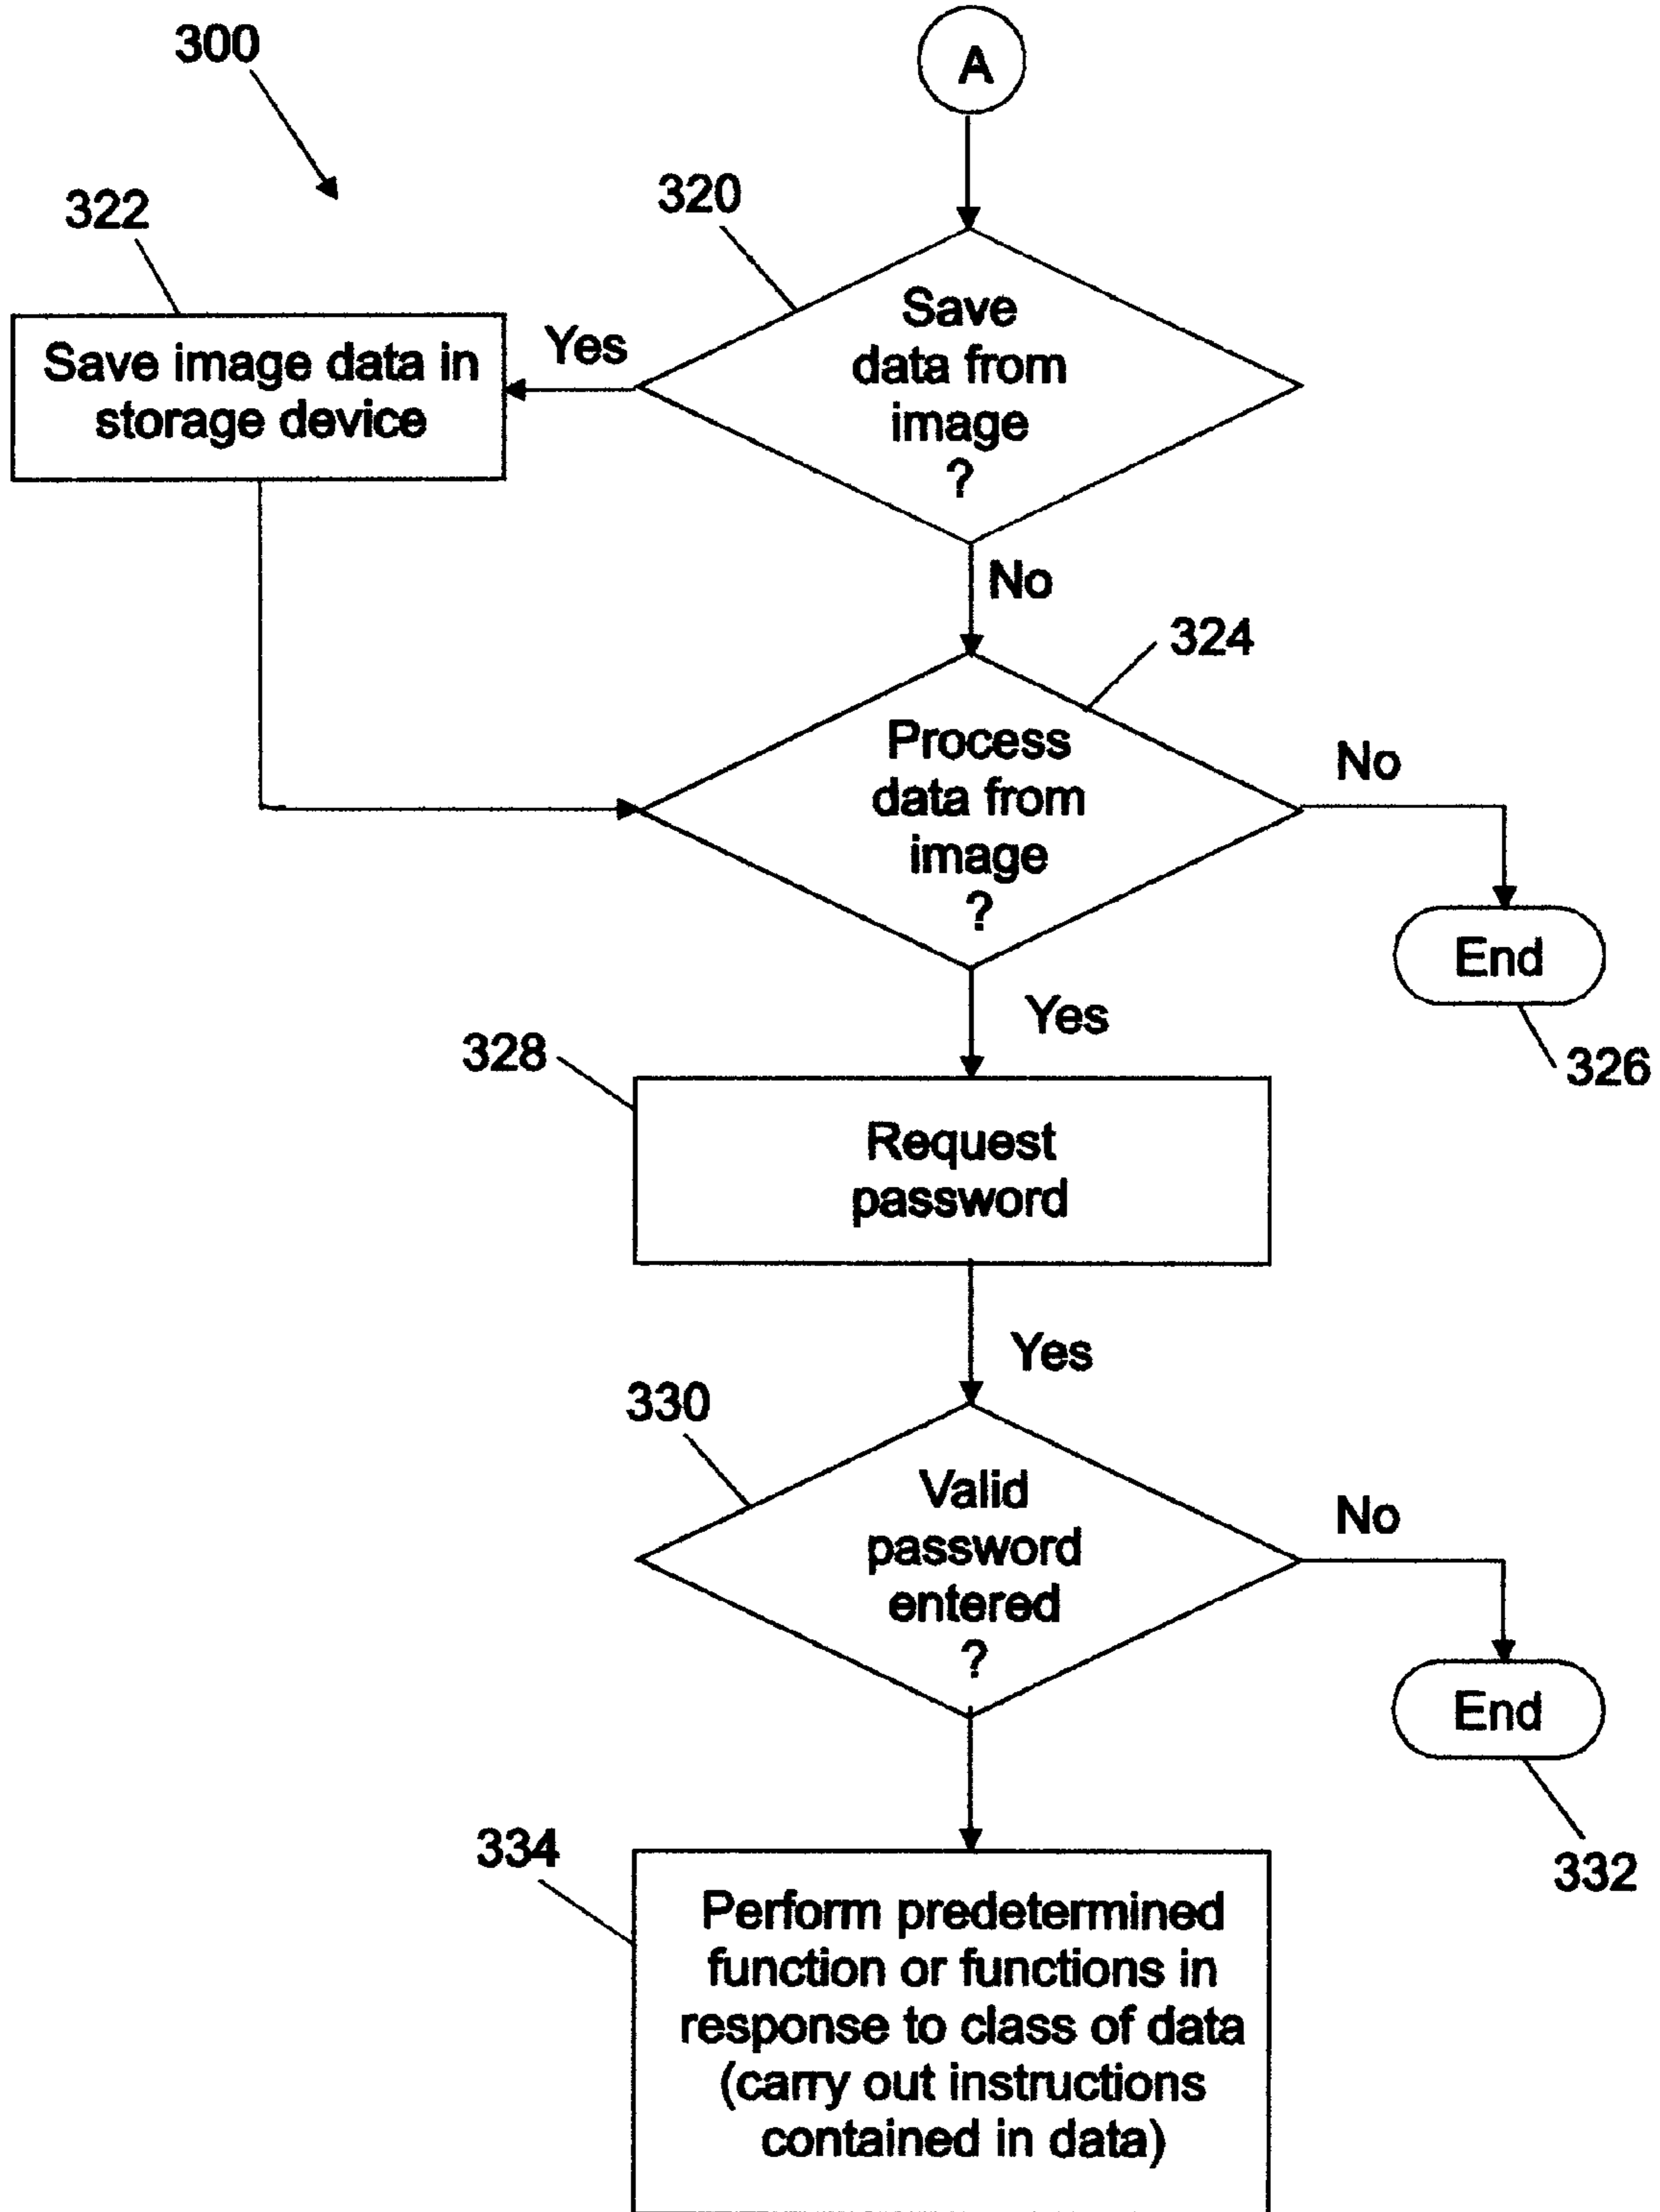 300
A
320
322
Save
data from
image
?
Yes
Save image data in
storage device
No
324
Process
data from
image
?
No
End
326
Yes
328
Request
password
Yes
330
Valid
password
entered
?
No
End
332
334
Perform predetermined
function or functions in
response to class of data
(carry out instructions
contained in data)